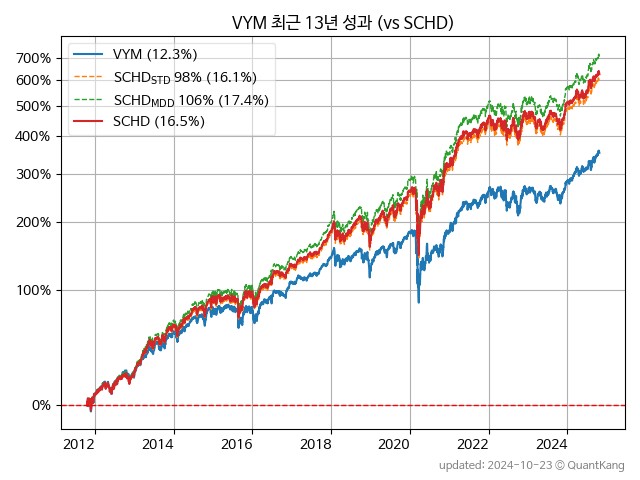 VYM 최근 13년 성과 (vs SCHD)
VYM (12.3%)
SCHD_STD 98% (16.1%)
SCHD_MDD 106% (17.4%)
SCHD (16.5%)
700%
600%
500%
400%
300%
200%
100%
0%
2012 2014 2016 2018 2020 2022 2024
updated: 2024-10-23 © QuantKang